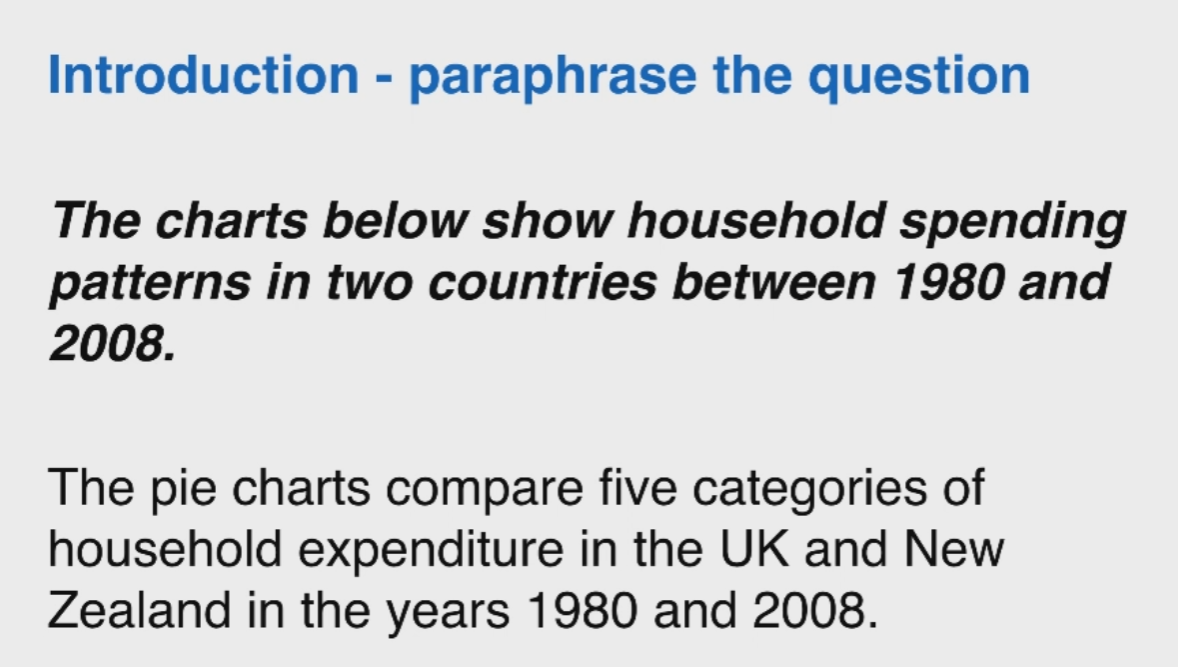 Introduction - paraphrase the question
The charts below show household spending
patterns in two countries between 1980 and
2008.
The pie charts compare five categories of
household expenditure in the UK and New
Zealand in the years 1980 and 2008.